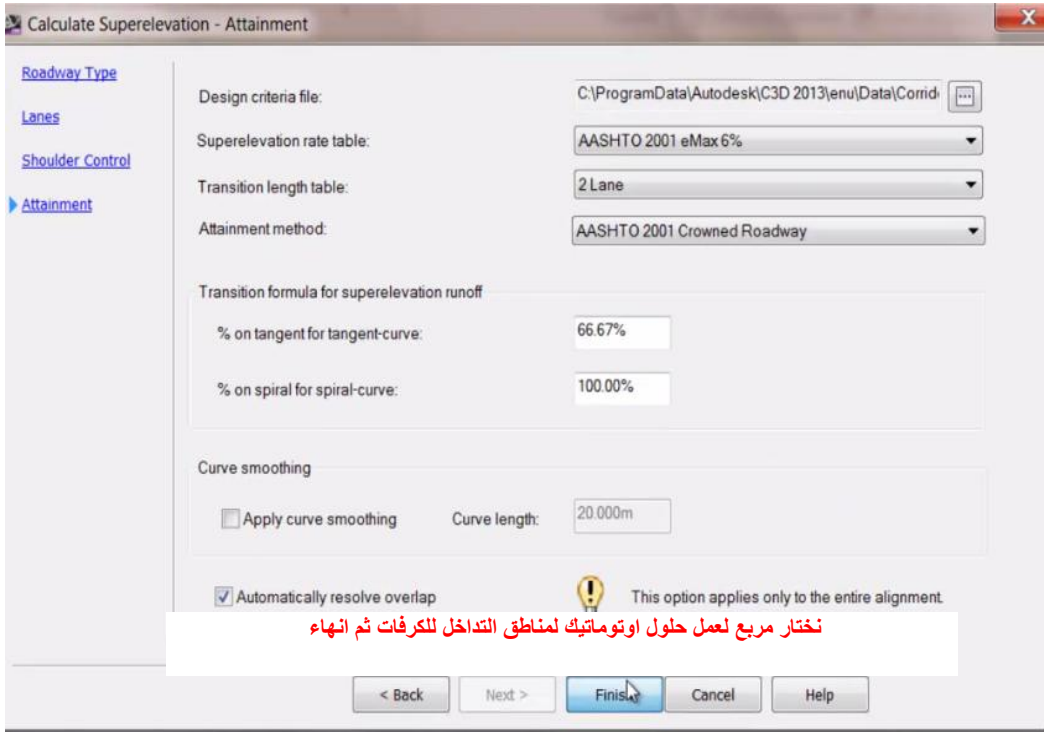 Calculate Superelevation - Attainment
X
Roadway Type
Lanes
Shoulder Control
Attainment
Design criteria file:
C:\ProgramData\Autodesk\C3D 2013\enu\Data\Corrid
...
Superelevation rate table:
AASHTO 2001 eMax 6%
Transition length table:
2 Lane
Attainment method:
AASHTO 2001 Crowned Roadway
Transition formula for superelevation runoff
% on tangent for tangent-curve:
66.67%
% on spiral for spiral-curve:
100.00%
Curve smoothing
Apply curve smoothing
Curve length:
20.000m
Automatically resolve overlap
This option applies only to the entire alignment.
نختار مربع لعمل حلول اوتوماتيك لمناطق التداخل للكرفات ثم انهاء
< Back
Next >
Finish
Cancel
Help